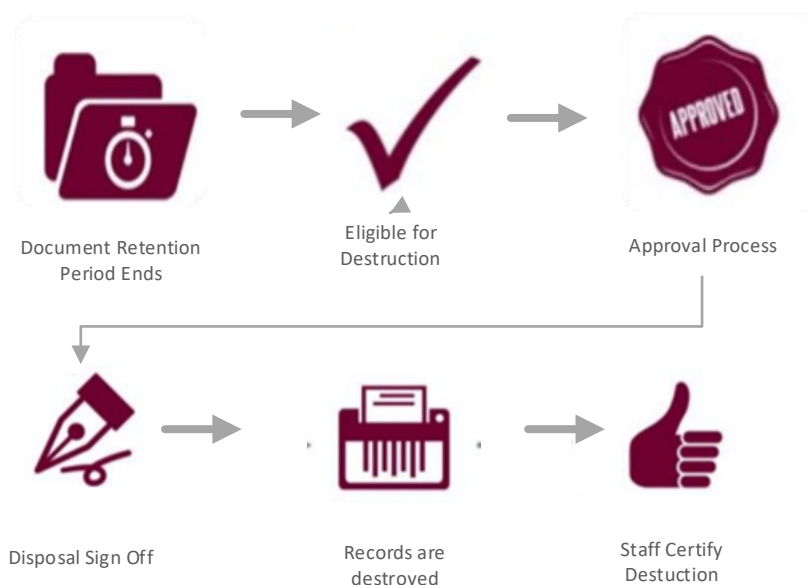 APPROVED
Document Retention
Period Ends
Eligible for
Destruction
Approval Process
Disposal Sign Off
Records are
destroyed
Staff Certify
Destuction